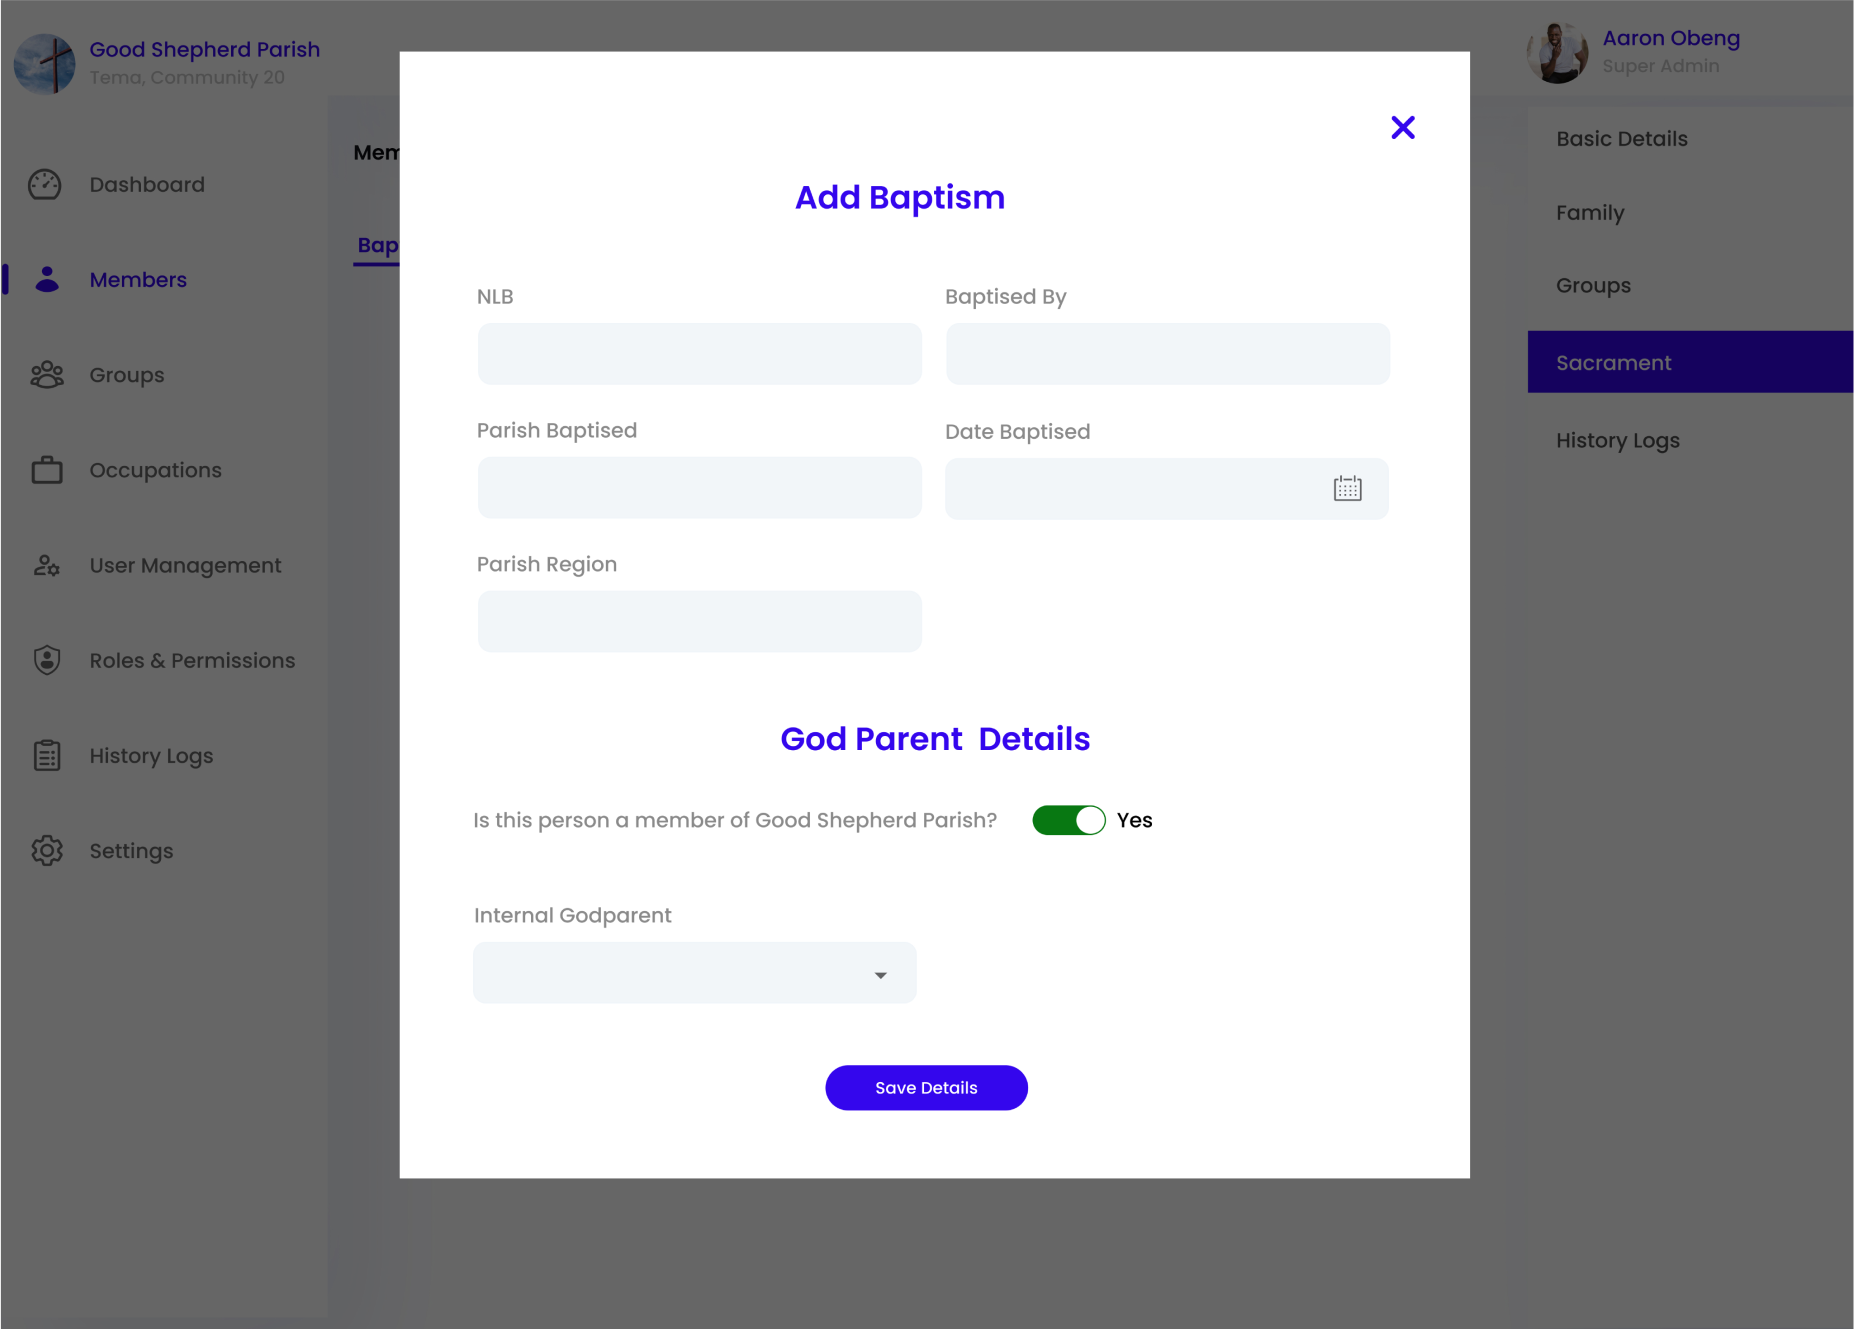 Good Shepherd Parish
Tema, Community 20
Aaron Obeng
Super Admin
Dashboard
Members
Groups
Occupations
User Management
Roles & Permissions
History Logs
Settings
Mem
Bap
Add Baptism
NLB
Baptised By
Parish Baptised
Date Baptised
Parish Region
God Parent Details
Is this person a member of Good Shepherd Parish?
Yes
Internal Godparent
Save Details
Basic Details
Family
Groups
Sacrament
History Logs